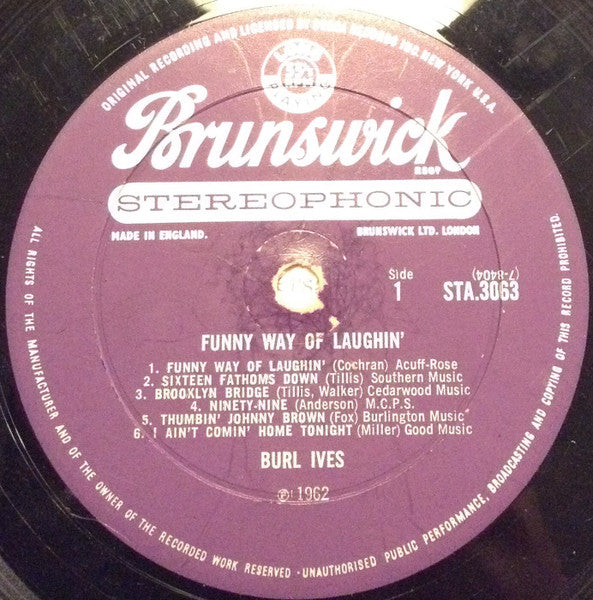 ORIGINAL RECORDING AND LICENSED BY DECCA RECORDS INC. NEW YORK U.S.A.
LONG
PLAYING
Brunswick
REGD
STEREOPHONIC
MADE IN ENGLAND.
BRUNSWICK LTD. LONDON
Side
1
(7-8404)
STA.3063
FUNNY WAY OF LAUGHIN'
1. FUNNY WAY OF LAUGHIN' (Cochran) Acuff-Rose
2. SIXTEEN FATHOMS DOWN (Tillis) Southern Music
3. BROOKLYN BRIDGE (Tillis, Walker) Cedarwood Music
4. NINETY-NINE (Anderson) M.C.P.S.
5. THUMBIN' JOHNNY BROWN (Fox) Burlington Music
6. I AIN'T COMIN' HOME TONIGHT (Miller) Good Music
BURL IVES
℗ 1962
ALL RIGHTS OF THE MANUFACTURER AND OF THE OWNER OF THE RECORDED WORK RESERVED · UNAUTHORISED PUBLIC PERFORMANCE, BROADCASTING AND COPYING OF THIS RECORD PROHIBITED.